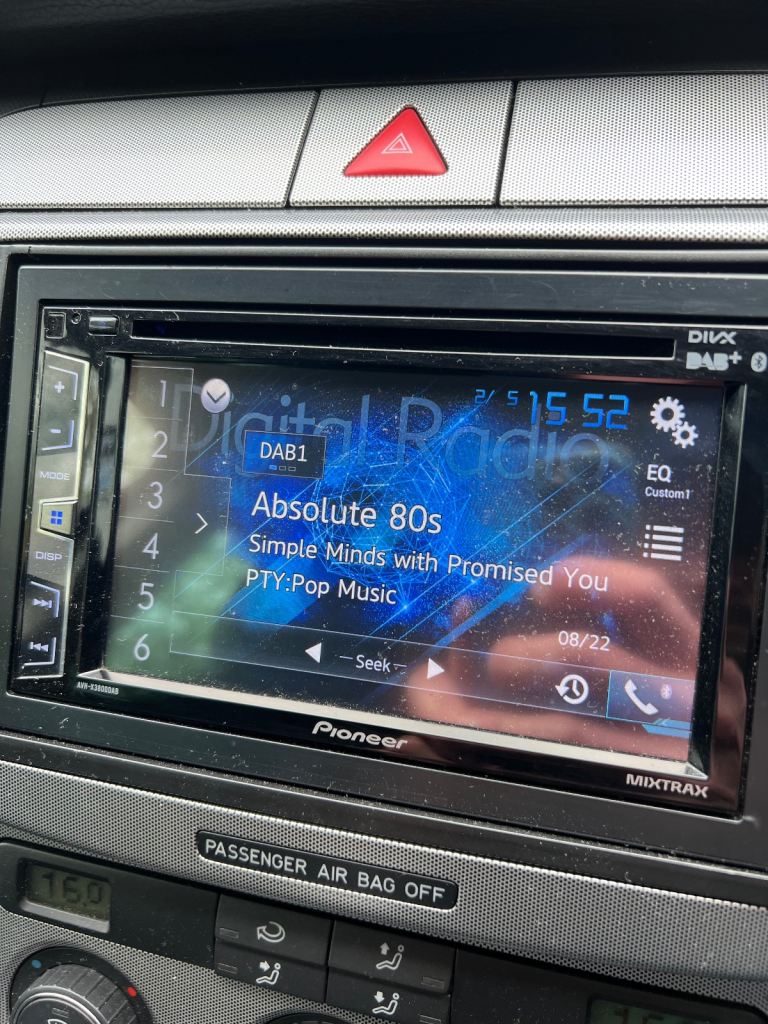 DIVX
DAB+
Digital Radio
2/ 5 15 52
DAB1
EQ
Custom1
Absolute 80s
Simple Minds with Promised You
PTY:Pop Music
08/22
Seek
1
2
3
4
5
6
+
-
MODE
DISP
AVH-X3800DAB
Pioneer
MIXTRAX
PASSENGER AIR BAG OFF
16.0